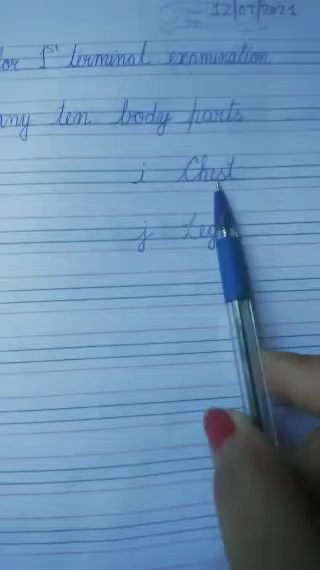 12/07/2021
for 1st terminal examination
any ten body parts
i Chest
j Leg